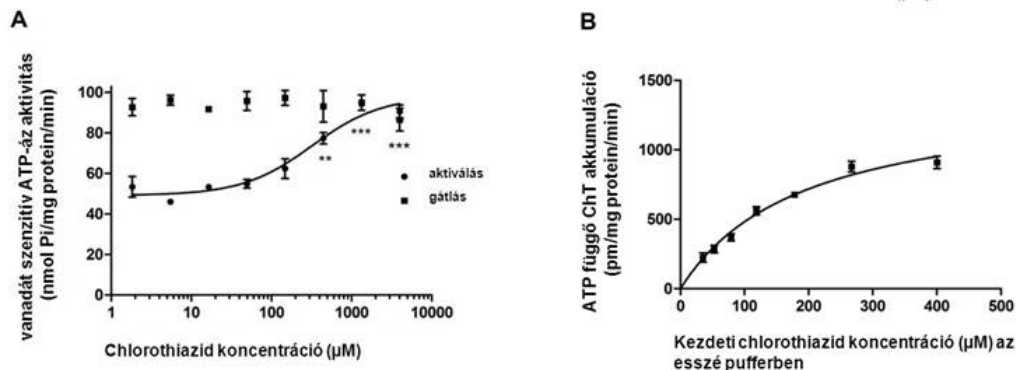 A
vanadát szenzitív ATP-áz aktivitás
(nmol Pi/mg protein/min)
100
80
60
40
20
0
**
***
***
aktiválás
gátlás
1
10
100
1000
10000
Chlorothiazid koncentráció (µM)
B
ATP függő ChT akkumuláció
(pm/mg protein/min)
1500
1000
500
0
0
100
200
300
400
500
Kezdeti chlorothiazid koncentráció (µM) az
esszé pufferben